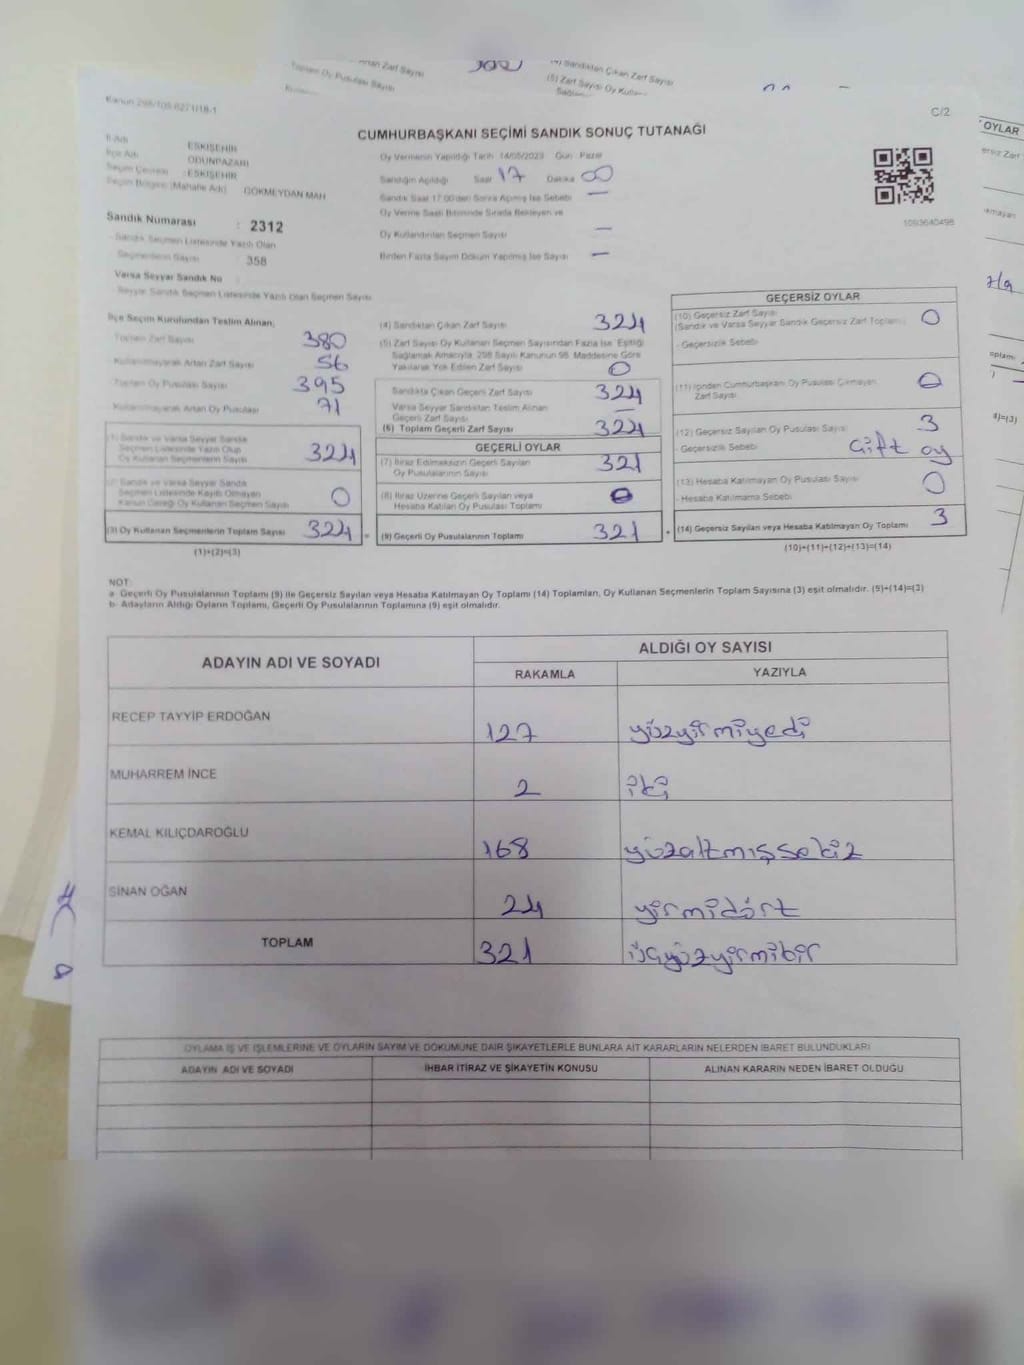 C/2
CUMHURBAŞKANI SEÇİMİ SANDIK SONUÇ TUTANAĞI
İl Adı : ESKİŞEHİR
İlçe Adı : ODUNPAZARI
Seçim Çevresi : ESKİŞEHİR
Seçim Bölgesi (Mahalle Adı) : GÖKMEYDAN MAH
Sandık Numarası : 2312
Sandık Seçmen Listesinde Yazılı Olan
Seçmenlerin Sayısı : 358
Varsa Seyyar Sandık No
Seyyar Sandık Seçmen Listesinde Yazılı Olan Seçmen Sayısı
Oy Vermenin Yapıldığı Tarih 14/05/2023 Gün Pazar
Sandığın Açıldığı Saat 17 Dakika 00
Sandık Saat 17:00'den Sonra Açılmış İse Sebebi —
Oy Verme Saati Bitiminde Sırada Bekleyen ve
Oy Kullandırılan Seçmen Sayısı —
Birden Fazla Sayım Döküm Yapılmış İse Sayısı —
1093640498
İlçe Seçim Kurulundan Teslim Alınan;
Toplam Zarf Sayısı 380
Kullanılmayarak Artan Zarf Sayısı 56
Toplam Oy Pusulası Sayısı 395
Kullanılmayarak Artan Oy Pusulası 71
(1) Sandık ve Varsa Seyyar Sandık
Seçmen Listesinde Yazılı Olup
Oy Kullanan Seçmenlerin Sayısı 324
(2) Sandık ve Varsa Seyyar Sandık
Seçmen Listesinde Kayıtlı Olmayan
Kanun Gereği Oy Kullanan Seçmen Sayısı 0
(3) Oy Kullanan Seçmenlerin Toplam Sayısı 324
(1)+(2)=(3)
(4) Sandıktan Çıkan Zarf Sayısı 324
(5) Zarf Sayısı Oy Kullanan Seçmen Sayısından Fazla İse, Eşitliği
Sağlamak Amacıyla, 298 Sayılı Kanunun 98. Maddesine Göre
Yakılarak Yok Edilen Zarf Sayısı 0
Sandıkta Çıkan Geçerli Zarf Sayısı 324
Varsa Seyyar Sandıktan Teslim Alınan
Geçerli Zarf Sayısı —
(6) Toplam Geçerli Zarf Sayısı 324
GEÇERLİ OYLAR
(7) İtiraz Edilmeksizin Geçerli Sayılan
Oy Pusulalarının Sayısı 321
(8) İtiraz Üzerine Geçerli Sayılan veya
Hesaba Katılan Oy Pusulası Toplamı 0
(9) Geçerli Oy Pusulalarının Toplamı 321
+
GEÇERSİZ OYLAR
(10) Geçersiz Zarf Sayısı
(Sandık ve Varsa Seyyar Sandık Geçersiz Zarf Toplamı) 0
- Geçersizlik Sebebi
(11) İçinden Cumhurbaşkanı Oy Pusulası Çıkmayan
Zarf Sayısı 0
(12) Geçersiz Sayılan Oy Pusulası Sayısı 3
- Geçersizlik Sebebi Çift oy
(13) Hesaba Katılmayan Oy Pusulası Sayısı 0
- Hesaba Katılmama Sebebi
(14) Geçersiz Sayılan veya Hesaba Katılmayan Oy Toplamı 3
(10)+(11)+(12)+(13)=(14)
NOT:
a- Geçerli Oy Pusulalarının Toplamı (9) ile Geçersiz Sayılan veya Hesaba Katılmayan Oy Toplamı (14) Toplamları, Oy Kullanan Seçmenlerin Toplam Sayısına (3) eşit olmalıdır. (9)+(14)=(3)
b- Adayların Aldığı Oyların Toplamı, Geçerli Oy Pusulalarının Toplamına (9) eşit olmalıdır.
ADAYIN ADI VE SOYADI ALDIĞI OY SAYISI
RAKAMLA YAZIYLA
RECEP TAYYİP ERDOĞAN 127 yüzyirmiyedi
MUHARREM İNCE 2 iki
KEMAL KILIÇDAROĞLU 168 yüzaltmışsekiz
SİNAN OĞAN 24 yirmidört
TOPLAM 321 üçyüzyirmibir
OYLAMA İŞ VE İŞLEMLERİNE VE OYLARIN SAYIM VE DÖKÜMÜNE DAİR ŞİKAYETLERLE BUNLARA AİT KARARLARIN NELERDEN İBARET BULUNDUKLARI
ADAYIN ADI VE SOYADI İHBAR İTİRAZ VE ŞİKAYETİN KONUSU ALINAN KARARIN NEDEN İBARET OLDUĞU